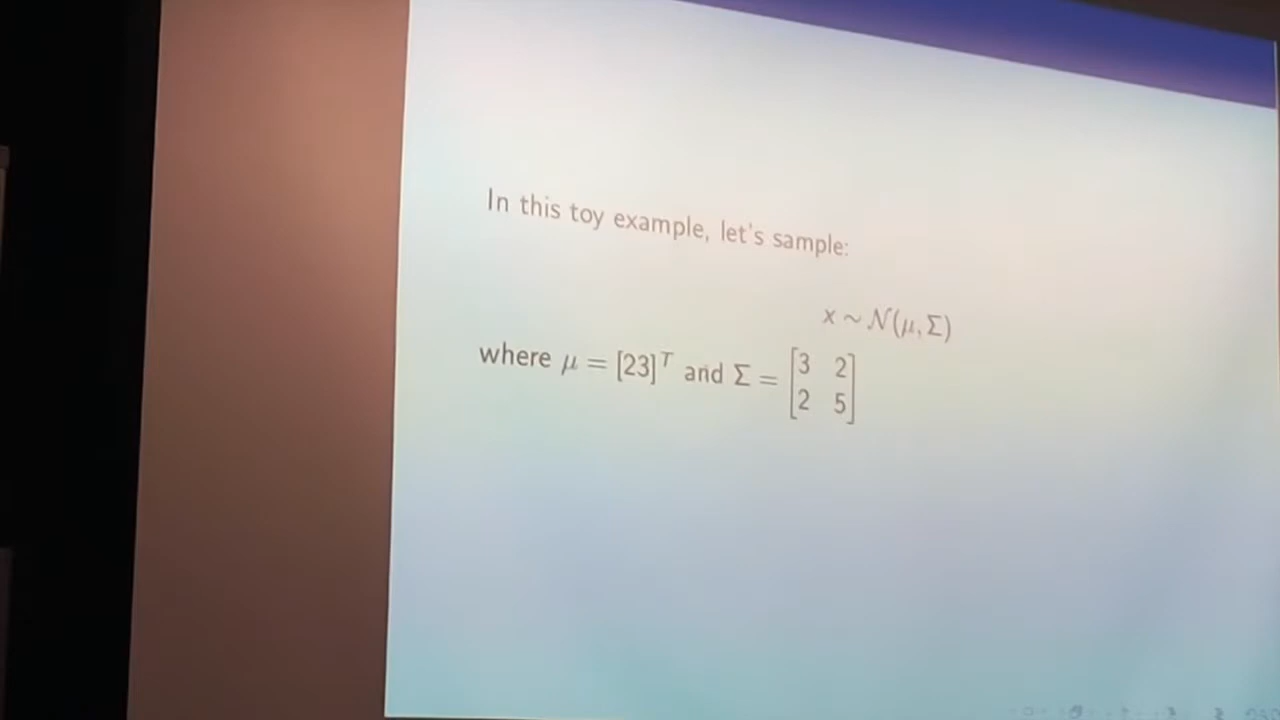 In this toy example, let's sample:
x ~ N(μ, Σ)
where μ = [23]ᵀ and Σ = [3 2
2 5]